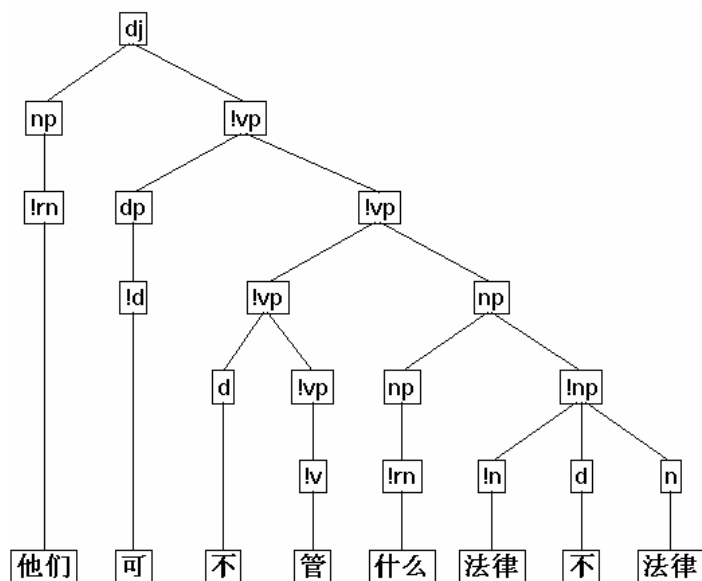 dj
np !vp
!rn dp !vp
!d !vp np
d !vp np !np
!v !rn !n d n
他们 可 不 管 什么 法律 不 法律